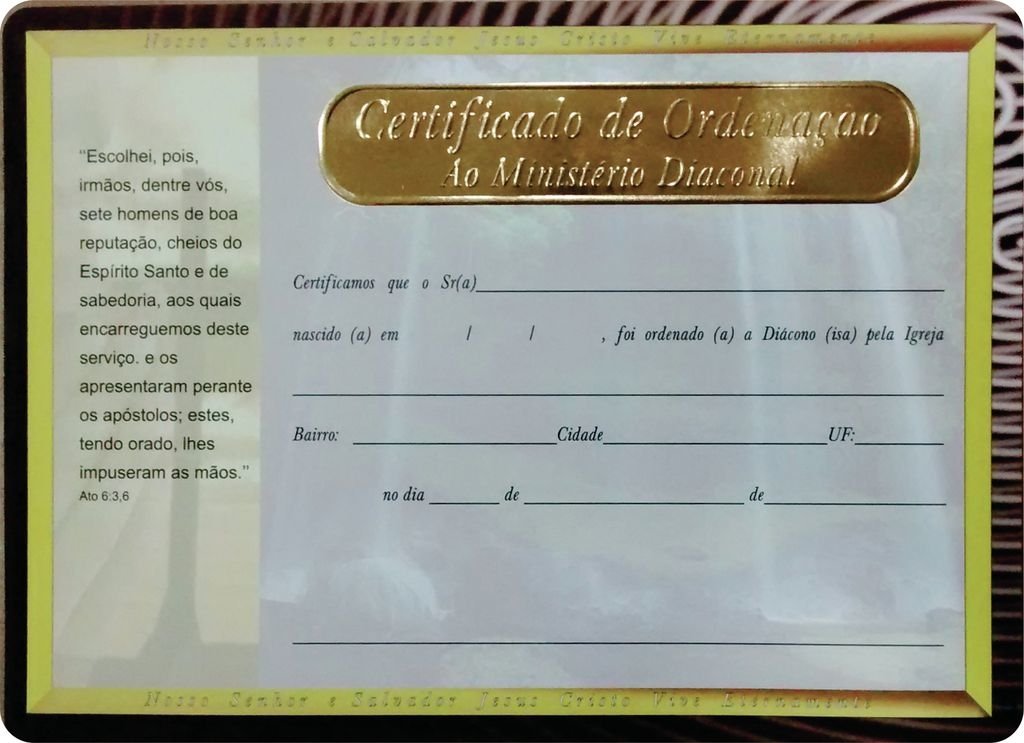 Nosso Senhor e Salvador Jesus Cristo Vive Eternamente
Certificado de Ordenação
Ao Ministério Diaconal
"Escolhei, pois,
irmãos, dentre vós,
sete homens de boa
reputação, cheios do
Espírito Santo e de
sabedoria, aos quais
encarreguemos deste
serviço. e os
apresentaram perante
os apóstolos; estes,
tendo orado, lhes
impuseram as mãos."
Ato 6:3,6
Certificamos que o Sr(a)
nascido (a) em / / , foi ordenado (a) a Diácono (isa) pela Igreja
Bairro: Cidade UF:
no dia de de
Nosso Senhor e Salvador Jesus Cristo Vive Eternamente